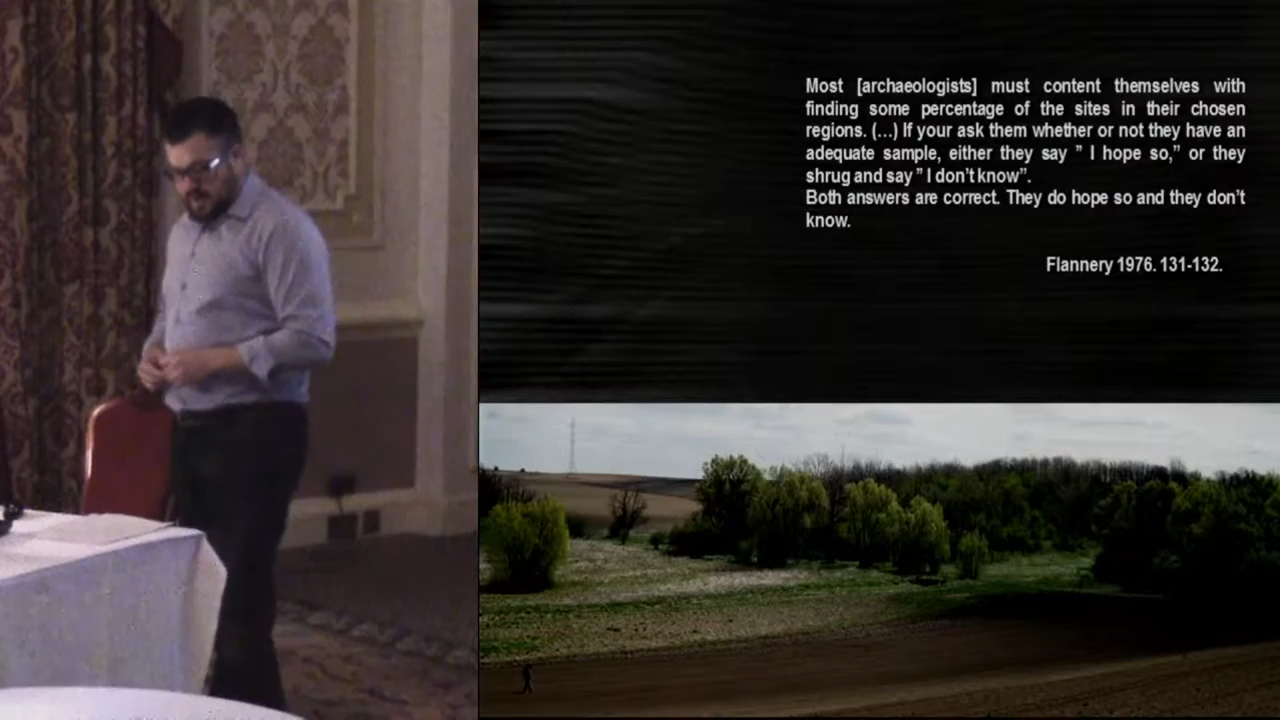 Most [archaeologists] must content themselves with
finding some percentage of the sites in their chosen
regions. (...) If your ask them whether or not they have an
adequate sample, either they say ” I hope so,” or they
shrug and say ” I don’t know”.
Both answers are correct. They do hope so and they don’t
know.
Flannery 1976. 131-132.